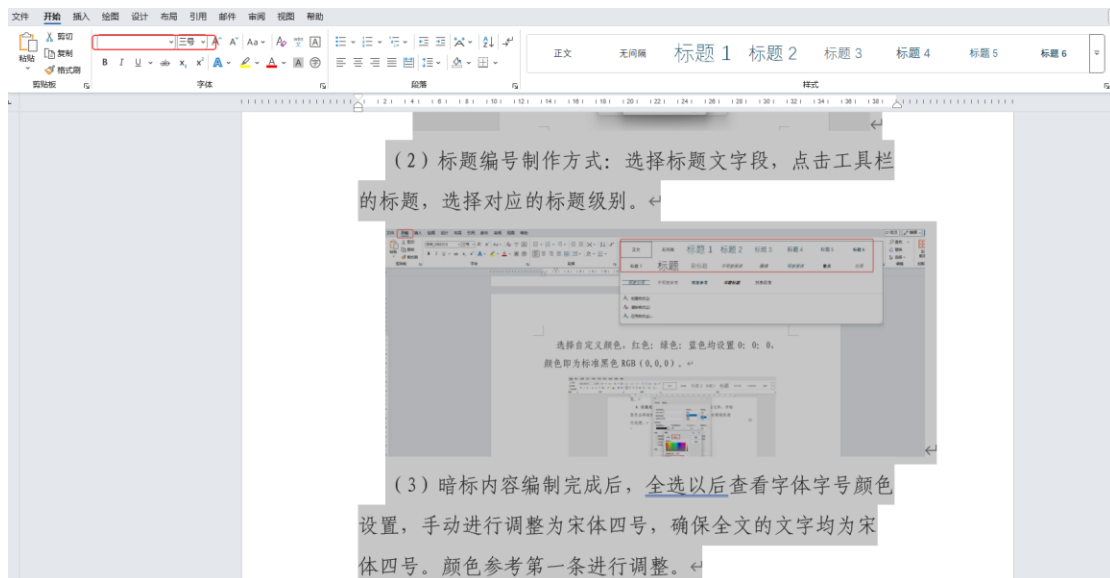 文件 开始 插入 绘图 设计 布局 引用 邮件 审阅 视图 帮助
剪切
复制
粘贴
格式刷
三号
正文 无间隔 标题 1 标题 2 标题 3 标题 4 标题 5 标题 6
剪贴板 字体 段落 样式
(2)标题编号制作方式:选择标题文字段,点击工具栏
的标题,选择对应的标题级别。
正文 无间隔 标题 1 标题 2 标题 3 标题 4 标题 5 标题 6
标题 7 标题
选择自定义颜色,红色;绿色;蓝色均设置 0;0;0,
颜色即为标准黑色 RGB(0,0,0)。
(3)暗标内容编制完成后,全选以后查看字体字号颜色
设置,手动进行调整为宋体四号,确保全文的文字均为宋
体四号。颜色参考第一条进行调整。